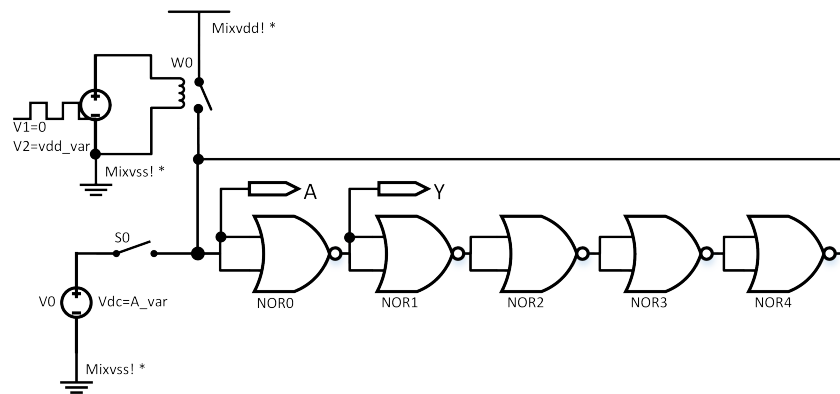 Mixvdd! *
W0
V1=0
V2=vdd_var
Mixvss! *
A
Y
S0
V0
Vdc=A_var
NOR0
NOR1
NOR2
NOR3
NOR4
Mixvss! *